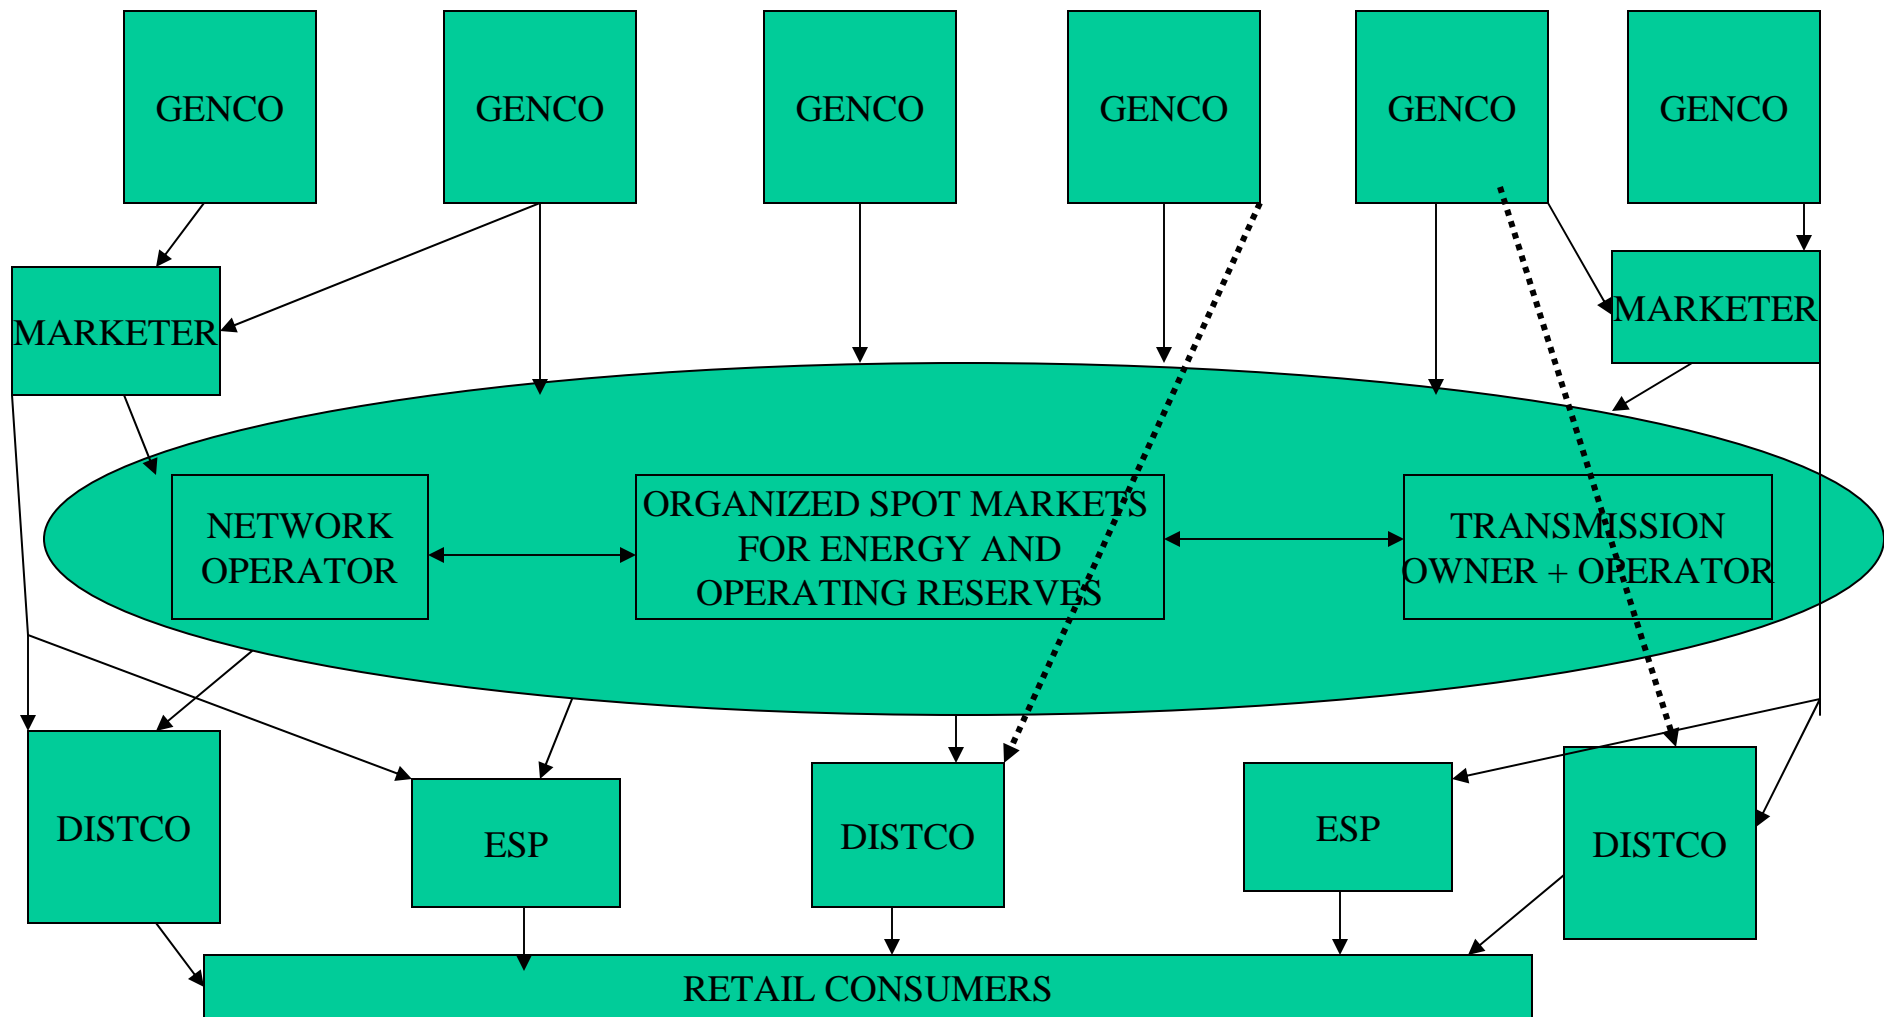 GENCO
GENCO
GENCO
GENCO
GENCO
GENCO
MARKETER
MARKETER
NETWORK
OPERATOR
ORGANIZED SPOT MARKETS
FOR ENERGY AND
OPERATING RESERVES
TRANSMISSION
OWNER + OPERATOR
DISTCO
ESP
DISTCO
ESP
DISTCO
RETAIL CONSUMERS